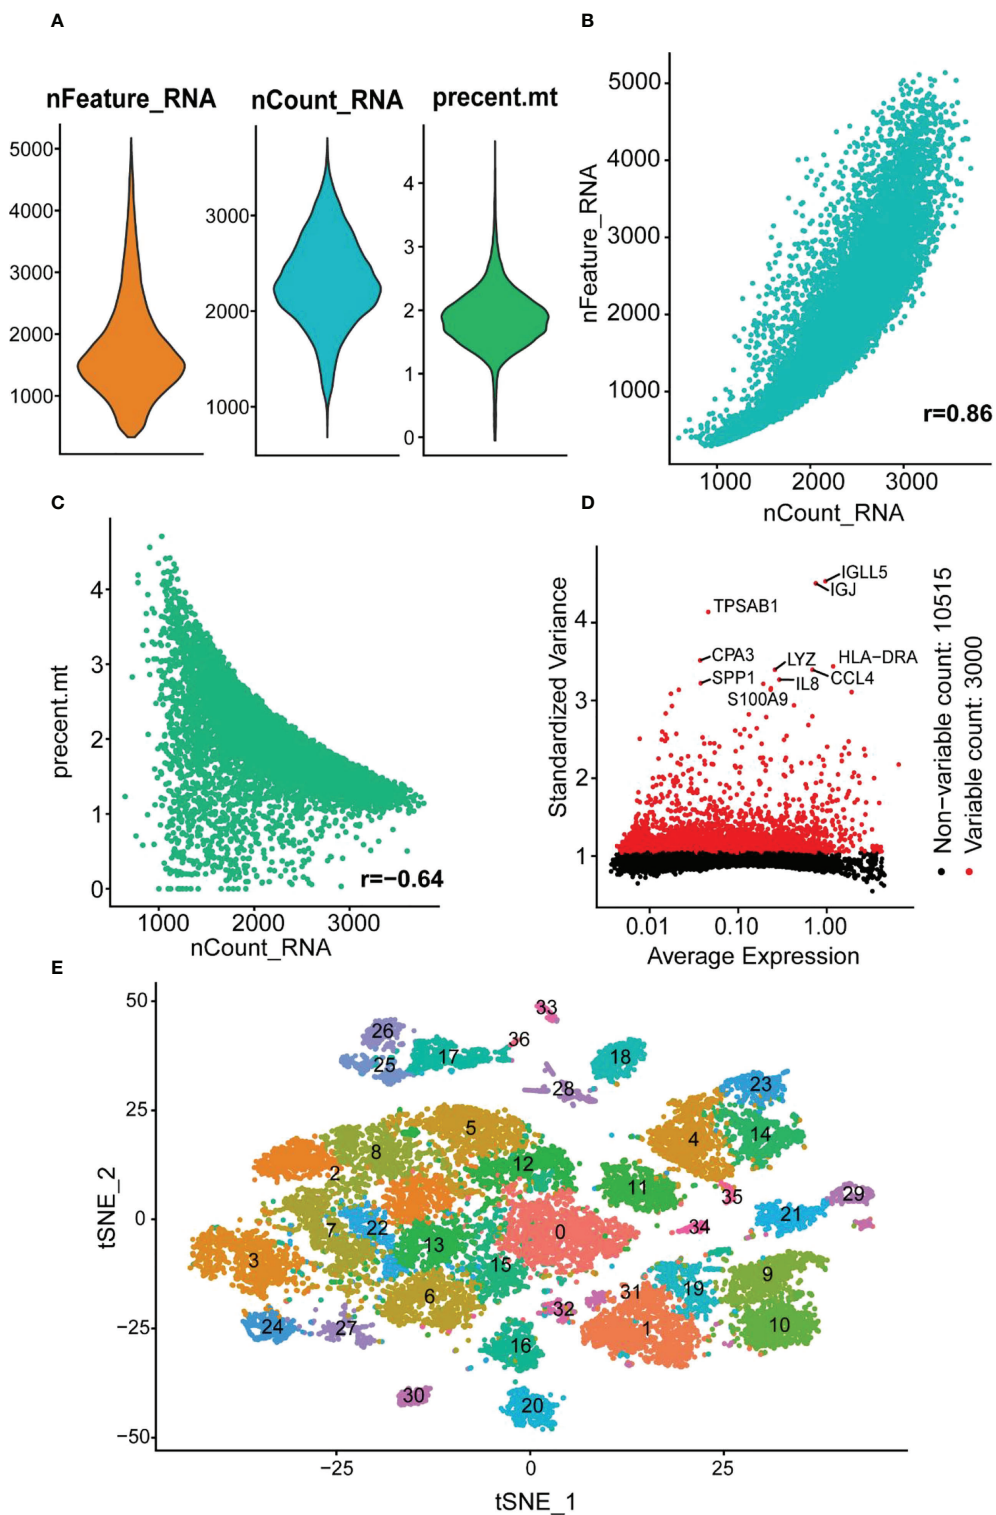 A
nFeature_RNA
nCount_RNA
precent.mt
5000
4000
3000
2000
1000
3000
2000
1000
4
3
2
1
0
B
nFeature_RNA
5000
4000
3000
2000
1000
r=0.86
1000
2000
3000
nCount_RNA
C
precent.mt
4
3
2
1
0
r=−0.64
1000
2000
3000
nCount_RNA
D
Standardized Variance
4
3
2
1
IGLL5
IGJ
TPSAB1
CPA3
LYZ
HLA−DRA
SPP1
IL8
CCL4
S100A9
0.01
0.10
1.00
Average Expression
Non−variable count: 10515
Variable count: 3000
E
tSNE_2
50
25
0
−25
−50
33
26
36
25
17
18
28
23
5
4
14
8
12
2
11
35
29
21
22
7
34
0
13
3
15
9
19
31
6
32
24
27
1
10
16
30
20
−25
0
25
tSNE_1